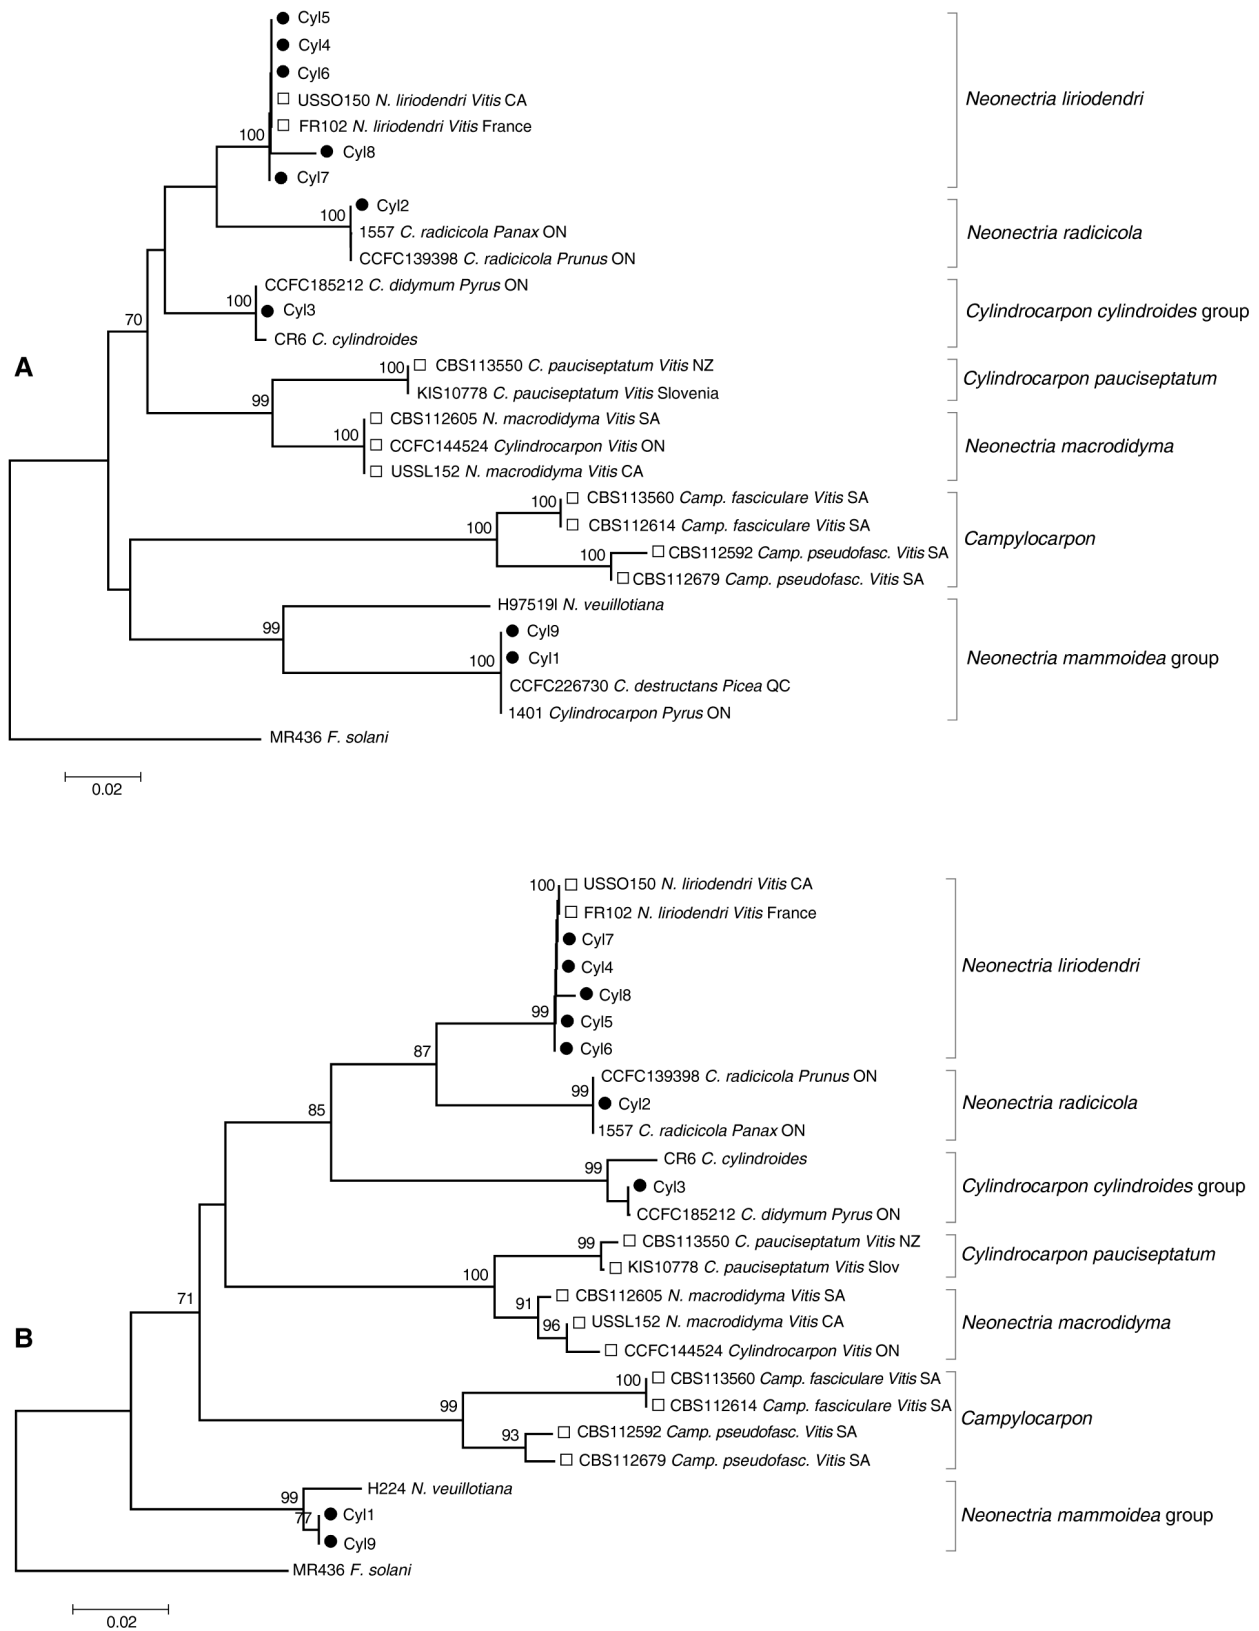 Cyl5
Cyl4
Cyl6
USSO150 N. liriodendri Vitis CA
Neonectria liriodendri
FR102 N. liriodendri Vitis France
100
Cyl8
Cyl7
Cyl2
100
1557 C. radicicola Panax ON
Neonectria radicicola
CCFC139398 C. radicicola Prunus ON
CCFC185212 C. didymum Pyrus ON
100
Cyl3
Cylindrocarpon cylindroides group
70
CR6 C. cylindroides
A
100
CBS113550 C. pauciseptatum Vitis NZ
Cylindrocarpon pauciseptatum
KIS10778 C. pauciseptatum Vitis Slovenia
99
CBS112605 N. macrodidyma Vitis SA
100
CCFC144524 Cylindrocarpon Vitis ON
Neonectria macrodidyma
USSL152 N. macrodidyma Vitis CA
100
CBS113560 Camp. fasciculare Vitis SA
100
CBS112614 Camp. fasciculare Vitis SA
Campylocarpon
100
CBS112592 Camp. pseudofasc. Vitis SA
CBS112679 Camp. pseudofasc. Vitis SA
H97519I N. veuillotiana
99
Cyl9
100
Cyl1
Neonectria mammoidea group
CCFC226730 C. destructans Picea QC
1401 Cylindrocarpon Pyrus ON
MR436 F. solani
0.02
100
USSO150 N. liriodendri Vitis CA
FR102 N. liriodendri Vitis France
Cyl7
Cyl4
Neonectria liriodendri
Cyl8
99
Cyl5
Cyl6
87
CCFC139398 C. radicicola Prunus ON
99
Cyl2
Neonectria radicicola
85
1557 C. radicicola Panax ON
CR6 C. cylindroides
99
Cyl3
Cylindrocarpon cylindroides group
CCFC185212 C. didymum Pyrus ON
99
CBS113550 C. pauciseptatum Vitis NZ
Cylindrocarpon pauciseptatum
KIS10778 C. pauciseptatum Vitis Slov
100
CBS112605 N. macrodidyma Vitis SA
71
91
96
USSL152 N. macrodidyma Vitis CA
Neonectria macrodidyma
B
CCFC144524 Cylindrocarpon Vitis ON
100
CBS113560 Camp. fasciculare Vitis SA
99
CBS112614 Camp. fasciculare Vitis SA
Campylocarpon
93
CBS112592 Camp. pseudofasc. Vitis SA
CBS112679 Camp. pseudofasc. Vitis SA
H224 N. veuillotiana
99
77
Cyl1
Neonectria mammoidea group
Cyl9
MR436 F. solani
0.02